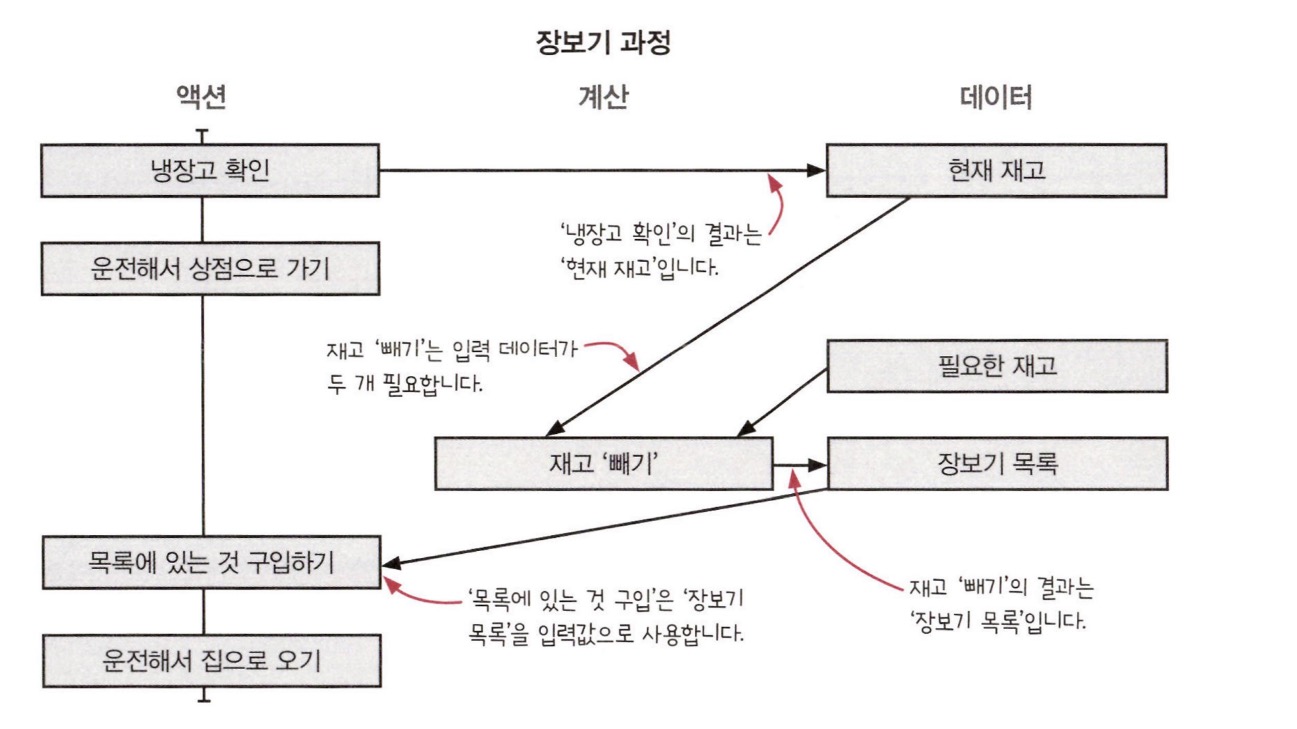 장보기 과정
액션
계산
데이터
냉장고 확인
현재 재고
'냉장고 확인'의 결과는
'현재 재고'입니다.
운전해서 상점으로 가기
재고 '빼기'는 입력 데이터가
두 개 필요합니다.
필요한 재고
재고 '빼기'
장보기 목록
목록에 있는 것 구입하기
'목록에 있는 것 구입'은 '장보기
목록'을 입력값으로 사용합니다.
재고 '빼기'의 결과는
'장보기 목록'입니다.
운전해서 집으로 오기